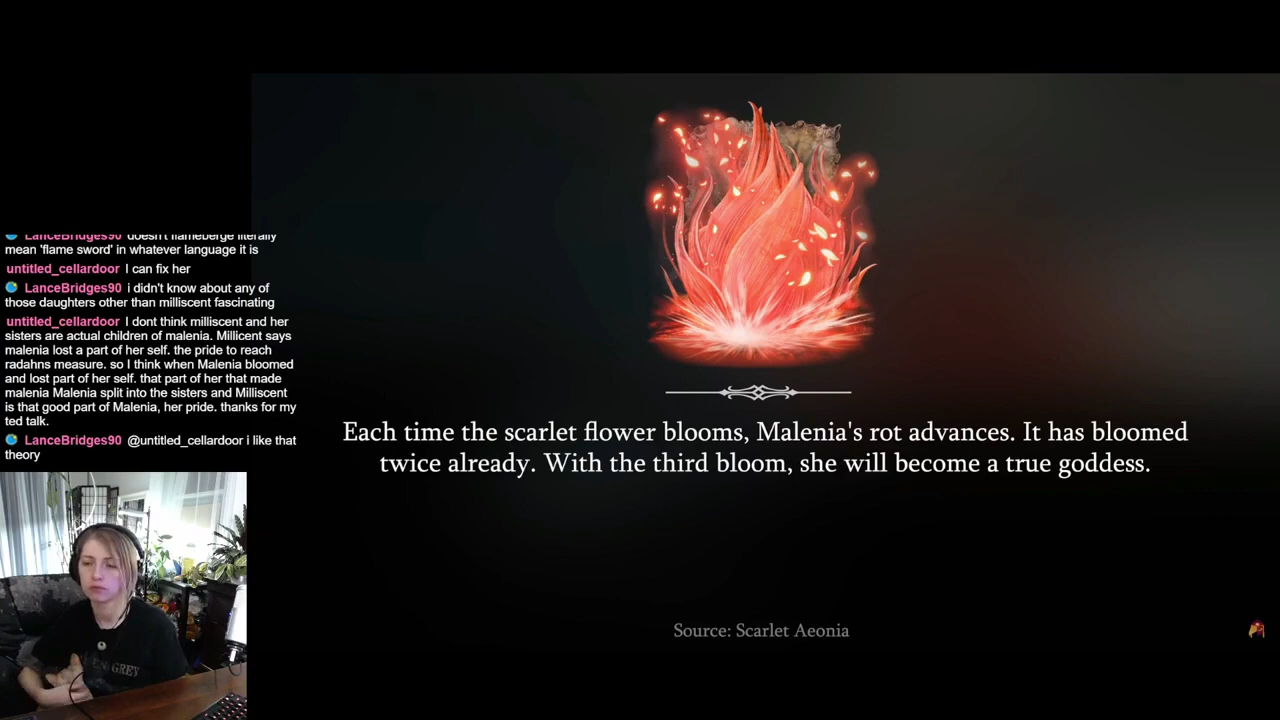 LanceBridges90 doesn't flameberge literally
mean 'flame sword' in whatever language it is
untitled_cellardoor I can fix her
LanceBridges90 i didn't know about any of
those daughters other than milliscent fascinating
untitled_cellardoor I dont think milliscent and her
sisters are actual children of malenia. Millicent says
malenia lost a part of her self. the pride to reach
radahns measure. so I think when Malenia bloomed
and lost part of her self. that part of her that made
malenia Malenia split into the sisters and Milliscent
is that good part of Malenia, her pride. thanks for my
ted talk.
LanceBridges90 @untitled_cellardoor i like that
theory
Each time the scarlet flower blooms, Malenia's rot advances. It has bloomed
twice already. With the third bloom, she will become a true goddess.
Source: Scarlet Aeonia
GREY